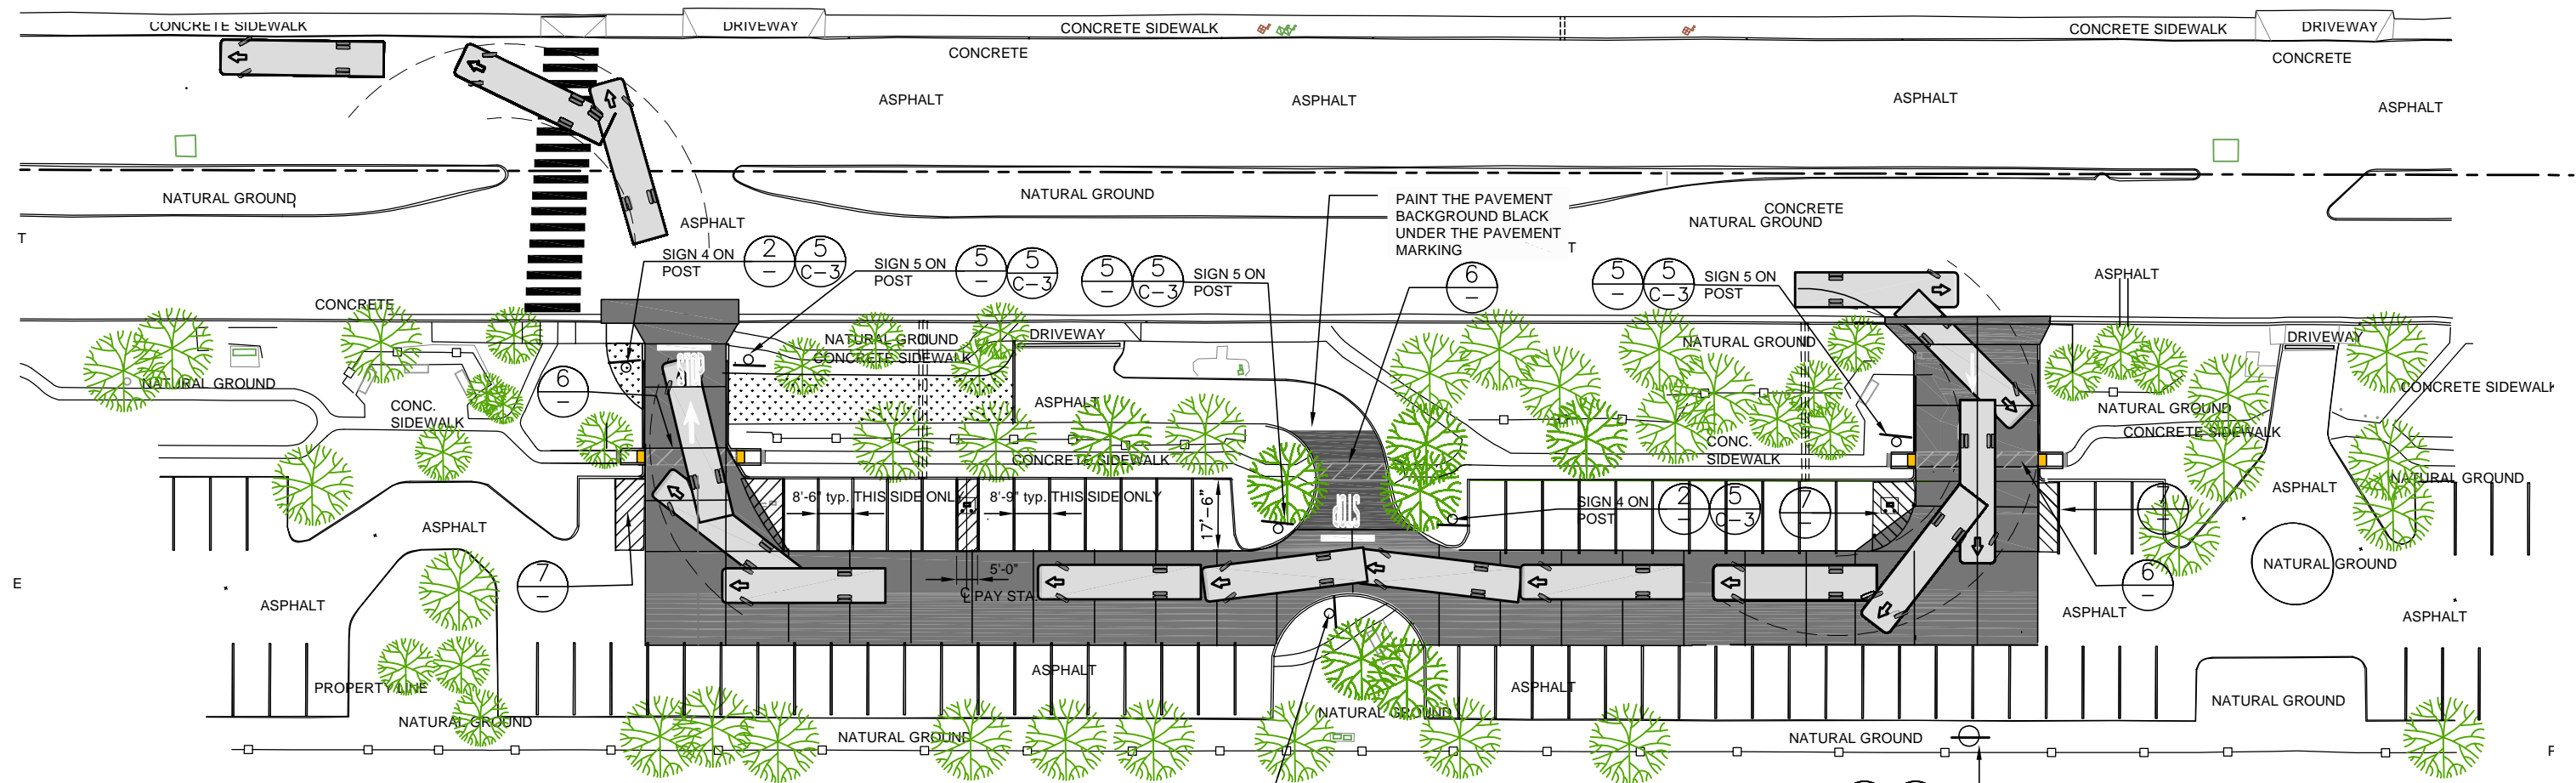 CONCRETE SIDEWALK
DRIVEWAY
CONCRETE SIDEWALK
CONCRETE SIDEWALK
DRIVEWAY
CONCRETE
CONCRETE
ASPHALT
ASPHALT
ASPHALT
ASPHALT
NATURAL GROUND
NATURAL GROUND
PAINT THE PAVEMENT
BACKGROUND BLACK
UNDER THE PAVEMENT
MARKING
CONCRETE
NATURAL GROUND
ASPHALT
T
T
SIGN 4 ON
POST
2
-
5
C-3
SIGN 5 ON
POST
5
-
5
C-3
5
-
5
C-3
SIGN 5 ON
POST
6
-
5
-
5
C-3
SIGN 5 ON
POST
ASPHALT
CONCRETE
NATURAL GROUND
CONCRETE SIDEWALK
DRIVEWAY
NATURAL GROUND
DRIVEWAY
NATURAL GROUND
6
-
CONC.
SIDEWALK
ASPHALT
CONCRETE SIDEWALK
NATURAL GROUND
CONCRETE SIDEWALK
CONC.
SIDEWALK
CONCRETE SIDEWALK
NATURAL GROUND
8'-6" typ. THIS SIDE ONLY
8'-9" typ. THIS SIDE ONLY
17'-6"
STOP
STOP
SIGN 4 ON
POST
2
-
5
C-3
7
-
7
-
ASPHALT
ASPHALT
NATURAL GROUND
E
7
-
5'-0"
℄ PAY STA.
6
-
ASPHALT
ASPHALT
ASPHALT
ASPHALT
ASPHALT
PROPERTY LINE
NATURAL GROUND
NATURAL GROUND
NATURAL GROUND
NATURAL GROUND
NATURAL GROUND